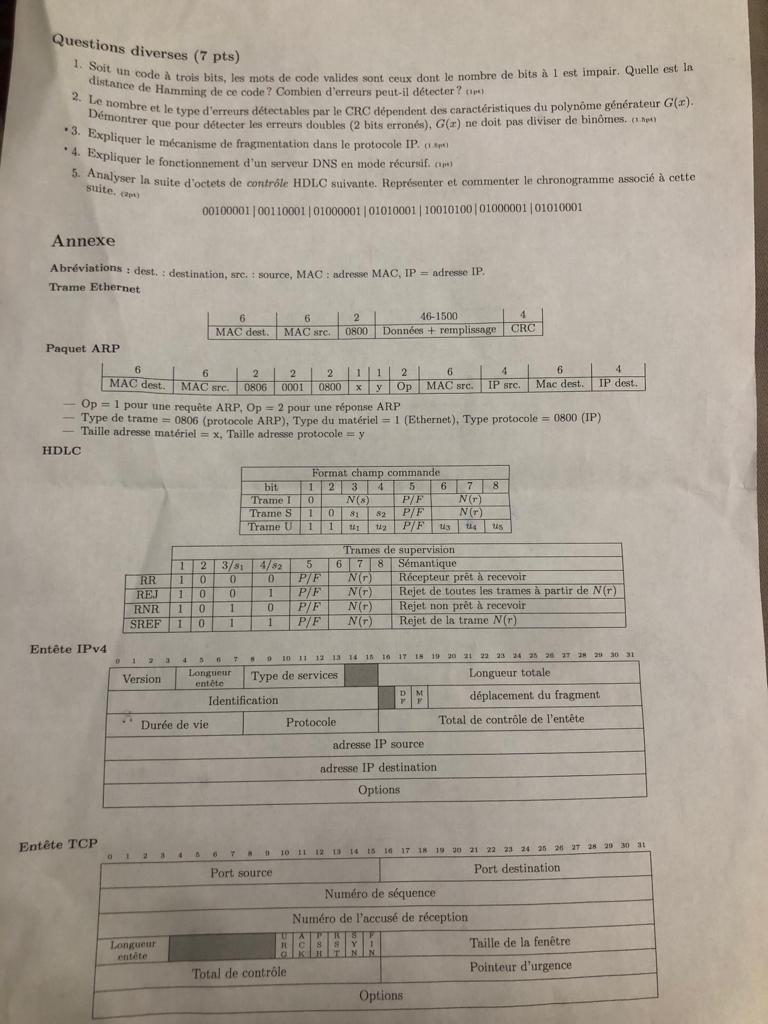 Questions diverses (7 pts)
1. Soit un code à trois bits, les mots de code valides sont ceux dont le nombre de bits à 1 est impair. Quelle est la
distance de Hamming de ce code ? Combien d'erreurs peut-il détecter ? (1pt)
2. Le nombre et le type d'erreurs détectables par le CRC dépendent des caractéristiques du polynôme générateur G(x).
Démontrer que pour détecter les erreurs doubles (2 bits erronés), G(x) ne doit pas diviser de binômes. (1.5pt)
3. Expliquer le mécanisme de fragmentation dans le protocole IP. (1.5pt)
4. Expliquer le fonctionnement d'un serveur DNS en mode récursif. (1pt)
5. Analyser la suite d'octets de contrôle HDLC suivante. Représenter et commenter le chronogramme associé à cette
suite. (2pt)
00100001 | 00110001 | 01000001 | 01010001 | 10010100 | 01000001 | 01010001
Annexe
Abréviations : dest. : destination, src. : source, MAC : adresse MAC, IP = adresse IP.
Trame Ethernet
6 6 2 46-1500 4
MAC dest. MAC src. 0800 Données + remplissage CRC
Paquet ARP
6 6 2 2 2 1 1 2 6 4 6 4
MAC dest. MAC src. 0806 0001 0800 x y Op MAC src. IP src. Mac dest. IP dest.
— Op = 1 pour une requête ARP, Op = 2 pour une réponse ARP
— Type de trame = 0806 (protocole ARP), Type du matériel = 1 (Ethernet), Type protocole = 0800 (IP)
— Taille adresse matériel = x, Taille adresse protocole = y
HDLC
Format champ commande
bit 1 2 3 4 5 6 7 8
Trame I 0 N(s) P/F N(r)
Trame S 1 0 s1 s2 P/F N(r)
Trame U 1 1 u1 u2 P/F u3 u4 u5
Trames de supervision
1 2 3/s1 4/s2 5 6 7 8 Sémantique
RR 1 0 0 0 P/F N(r) Récepteur prêt à recevoir
REJ 1 0 0 1 P/F N(r) Rejet de toutes les trames à partir de N(r)
RNR 1 0 1 0 P/F N(r) Rejet non prêt à recevoir
SREF 1 0 1 1 P/F N(r) Rejet de la trame N(r)
Entête IPv4
0 1 2 3 4 5 6 7 8 9 10 11 12 13 14 15 16 17 18 19 20 21 22 23 24 25 26 27 28 29 30 31
Version Longueur entête Type de services Longueur totale
Identification DF MF déplacement du fragment
Durée de vie Protocole Total de contrôle de l'entête
adresse IP source
adresse IP destination
Options
Entête TCP
0 1 2 3 4 5 6 7 8 9 10 11 12 13 14 15 16 17 18 19 20 21 22 23 24 25 26 27 28 29 30 31
Port source Port destination
Numéro de séquence
Numéro de l'accusé de réception
Longueur entête URG ACK PSH RST SYN FIN Taille de la fenêtre
Total de contrôle Pointeur d'urgence
Options